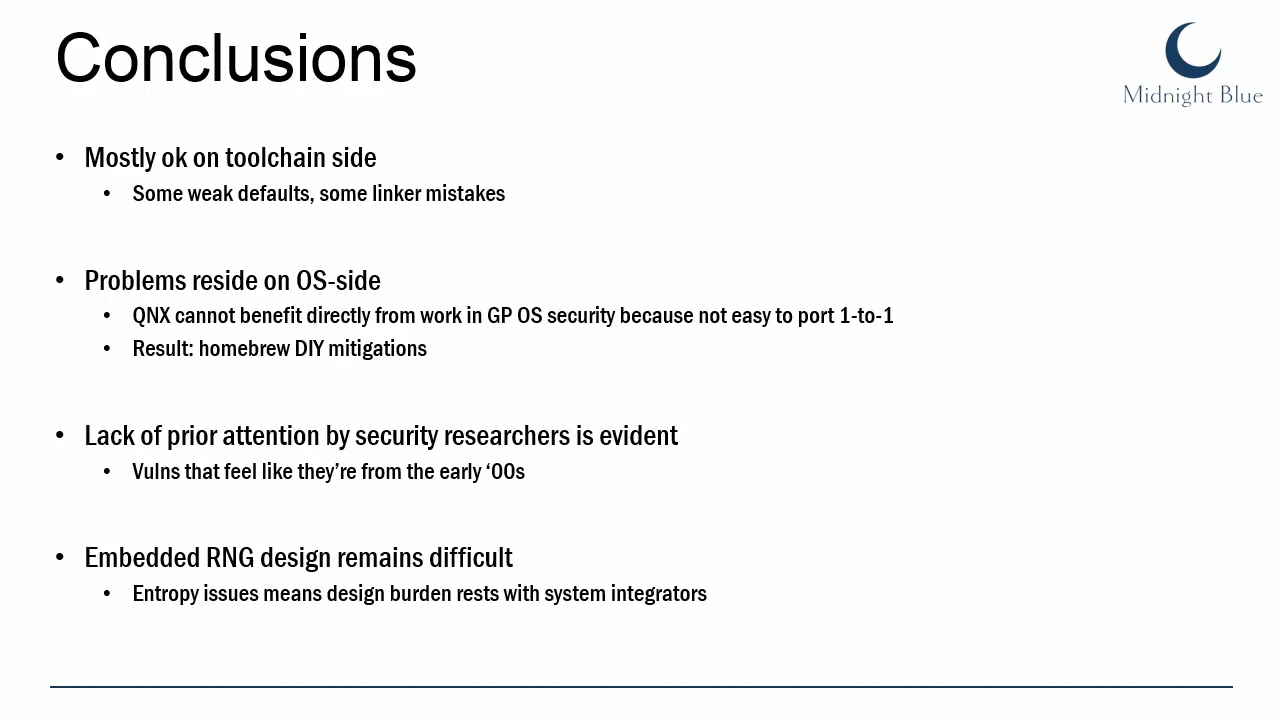 Conclusions
Midnight Blue
• Mostly ok on toolchain side
• Some weak defaults, some linker mistakes
• Problems reside on OS-side
• QNX cannot benefit directly from work in GP OS security because not easy to port 1-to-1
• Result: homebrew DIY mitigations
• Lack of prior attention by security researchers is evident
• Vulns that feel like they’re from the early ‘00s
• Embedded RNG design remains difficult
• Entropy issues means design burden rests with system integrators